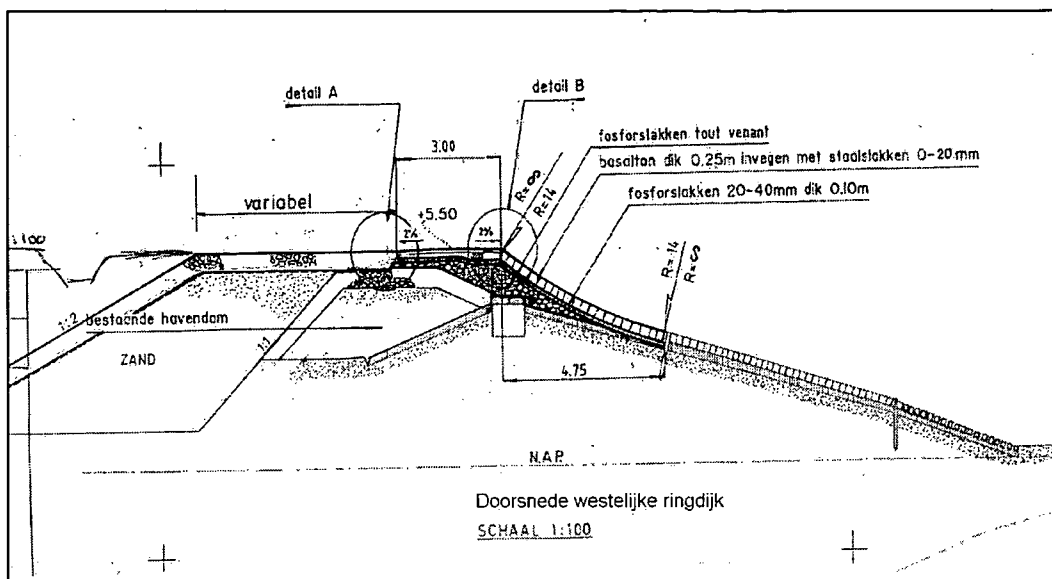 detail A
detail B
3.00
R=∞
R=14
fosforslakken tout venant
basalton dik 0,25m invegen met staalslakken 0-20mm
fosforslakken 20-40mm dik 0.10m
variabel
+5.50
2%
2%
R=14
R=∞
1:2
bestaande havendam
ZAND
1:1
4.75
N.A.P.
Doorsnede westelijke ringdijk
SCHAAL 1:100